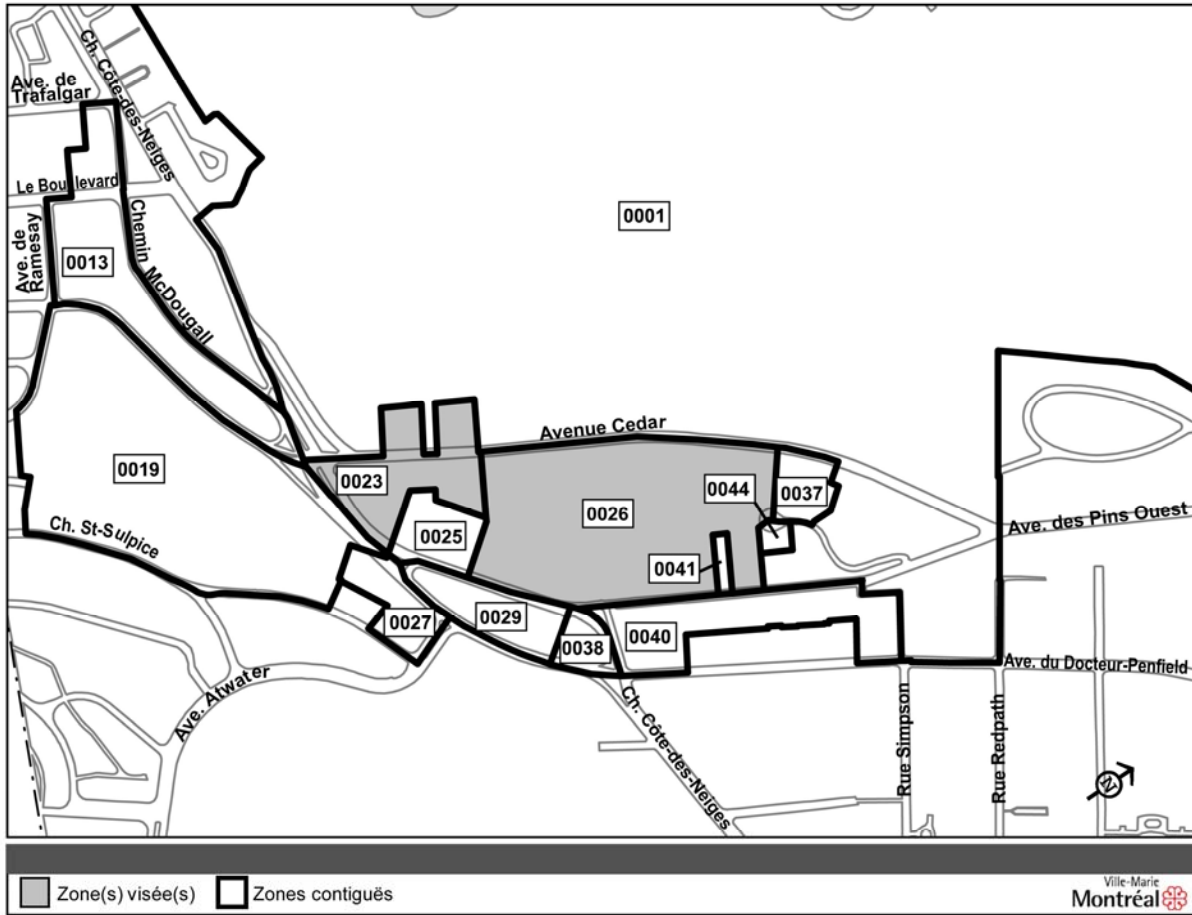 Ch. Côte-des-Neiges
Ave. de
Trafalgar
Le Boulevard
Ave. de
Ramesay
Chemin McDougall
0001
0013
0019
Avenue Cedar
0023
0025
0026
0044
0037
0041
Ave. des Pins Ouest
Ch. St-Sulpice
0027
0029
0038
0040
Ave. du Docteur-Penfield
Ave. Atwater
Ch. Côte-des-Neiges
Rue Simpson
Rue Redpath
N
Zone(s) visée(s)
Zones contiguës
Ville-Marie
Montréal